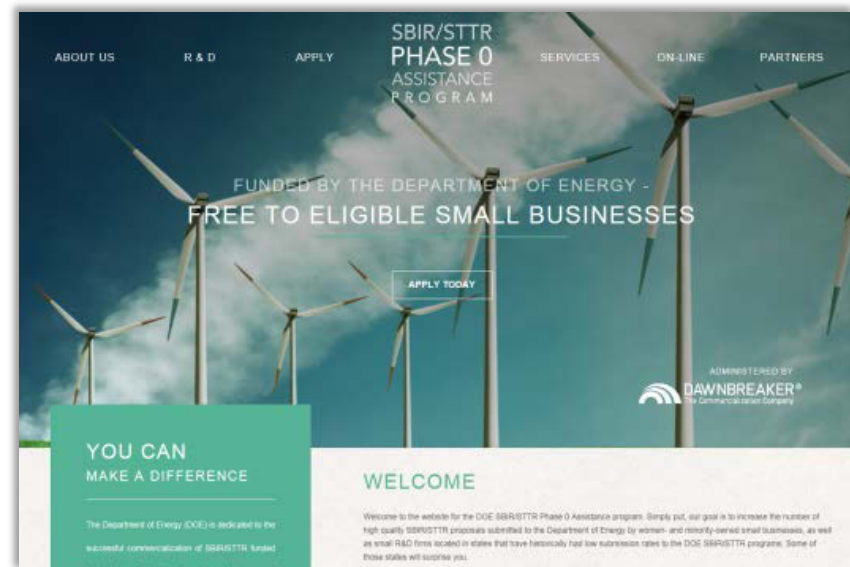 SBIR/STTR
PHASE 0
ASSISTANCE
PROGRAM
ABOUT US
R & D
APPLY
SERVICES
ON-LINE
PARTNERS
FUNDED BY THE DEPARTMENT OF ENERGY -
FREE TO ELIGIBLE SMALL BUSINESSES
APPLY TODAY
ADMINISTERED BY
DAWNBREAKER®
The Commercialization Company
YOU CAN
MAKE A DIFFERENCE
The Department of Energy (DOE) is dedicated to the
successful commercialization of SBIR/STTR funded
WELCOME
Welcome to the website for the DOE SBIR/STTR Phase 0 Assistance program. Simply put, our goal is to increase the number of
high quality SBIR/STTR proposals submitted to the Department of Energy by women- and minority-owned small businesses, as well
as small R&D firms located in states that have historically had low submission rates to the DOE SBIR/STTR programs. Some of
those states will surprise you.